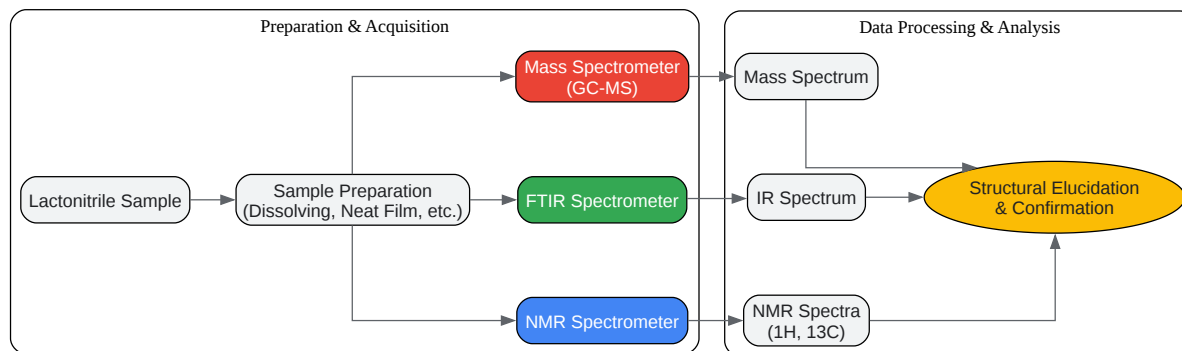 Preparation & Acquisition
Data Processing & Analysis
Mass Spectrometer
(GC-MS)
Mass Spectrum
Lactonitrile Sample
Sample Preparation
(Dissolving, Neat Film, etc.)
FTIR Spectrometer
IR Spectrum
Structural Elucidation
& Confirmation
NMR Spectrometer
NMR Spectra
(1H, 13C)